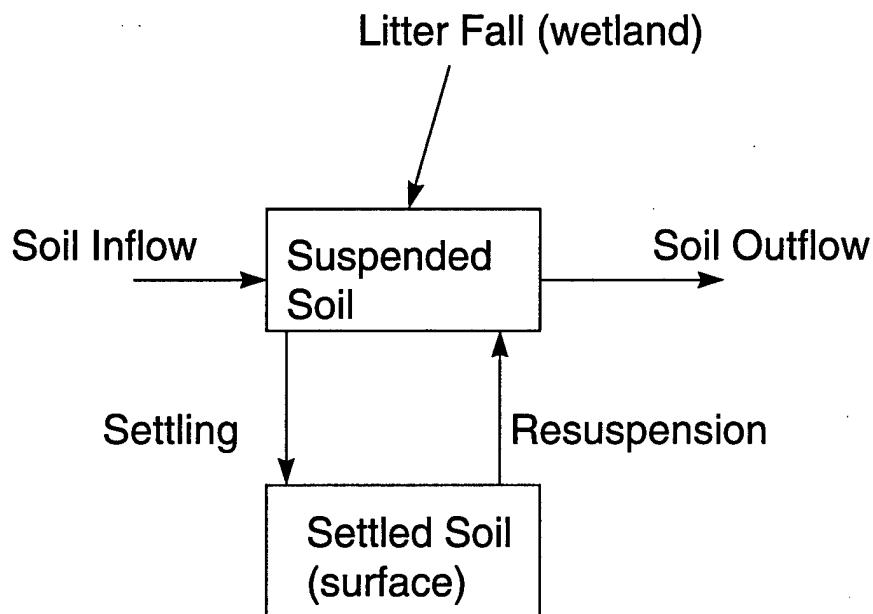 Litter Fall (wetland)
Soil Inflow
Suspended
Soil
Soil Outflow
Settling
Resuspension
Settled Soil
(surface)